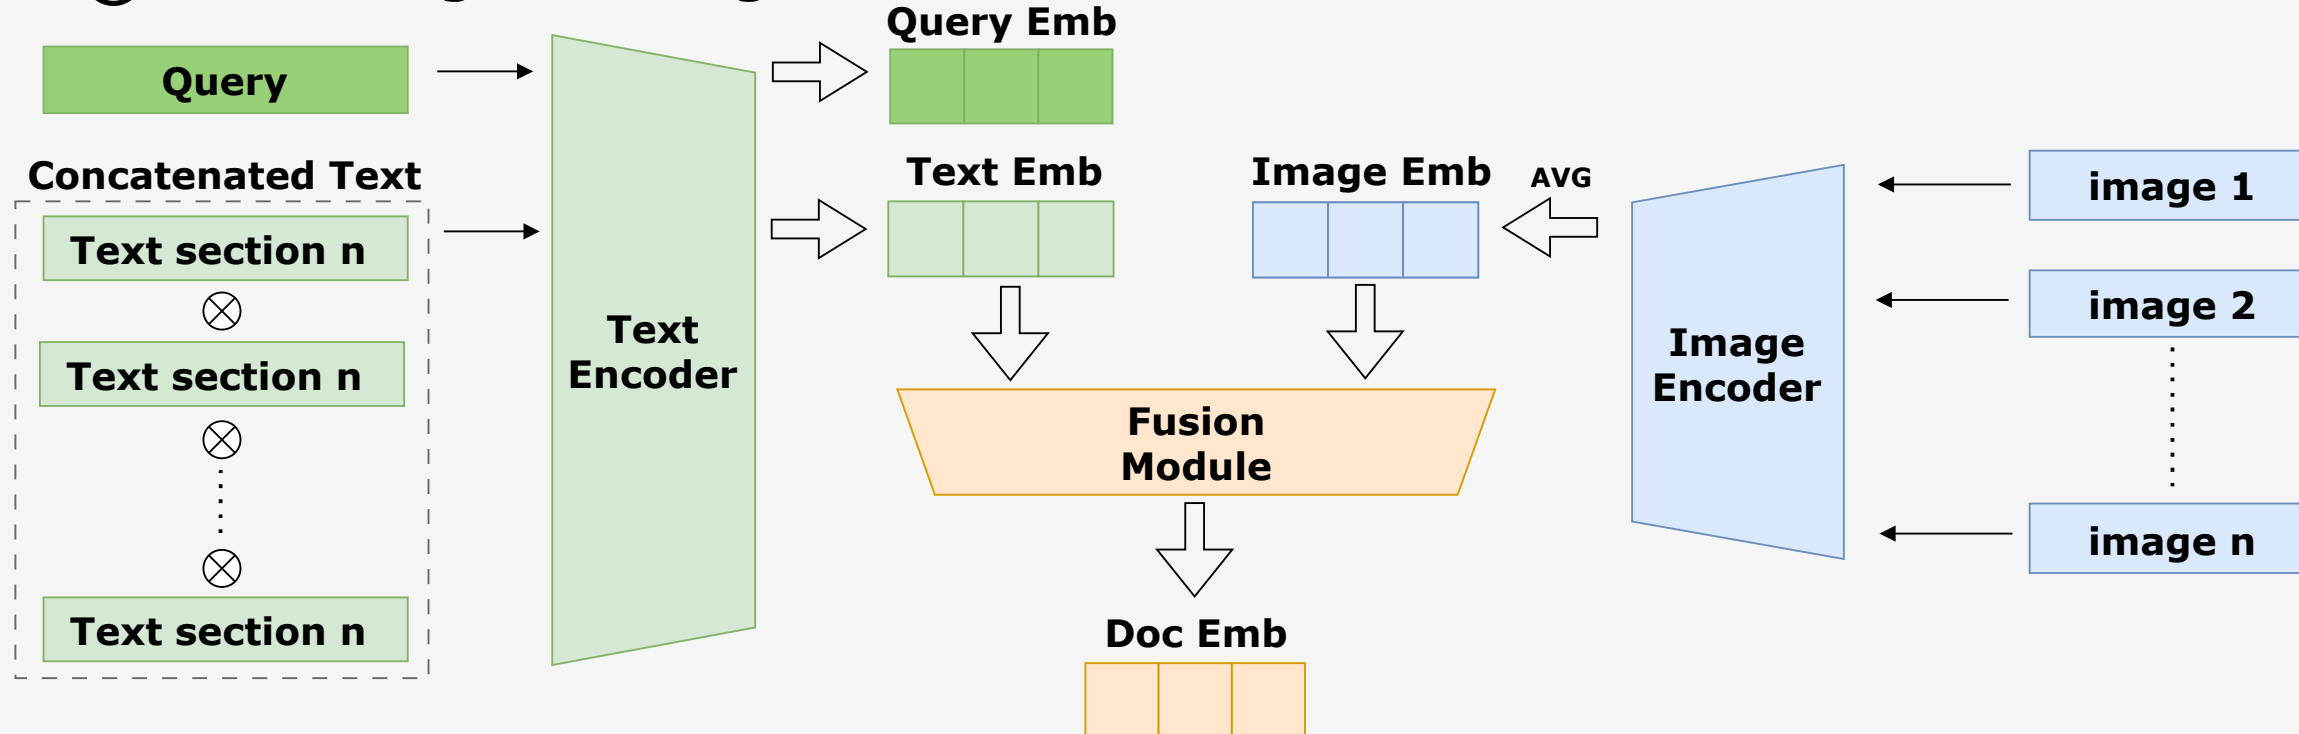 Query Emb
Query
Concatenated Text
Text Emb
Image Emb
AVG
image 1
Text section n
image 2
Text section n
Text
Encoder
Image
Encoder
Fusion
Module
image n
Text section n
Doc Emb